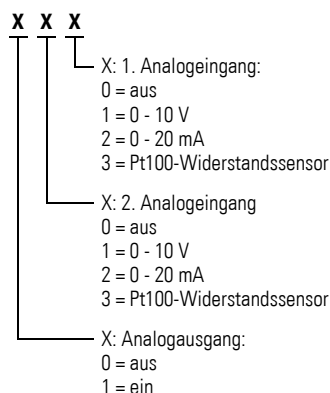 X X X
X: 1. Analogeingang:
0 = aus
1 = 0 - 10 V
2 = 0 - 20 mA
3 = Pt100-Widerstandssensor
X: 2. Analogeingang
0 = aus
1 = 0 - 10 V
2 = 0 - 20 mA
3 = Pt100-Widerstandssensor
X: Analogausgang:
0 = aus
1 = ein